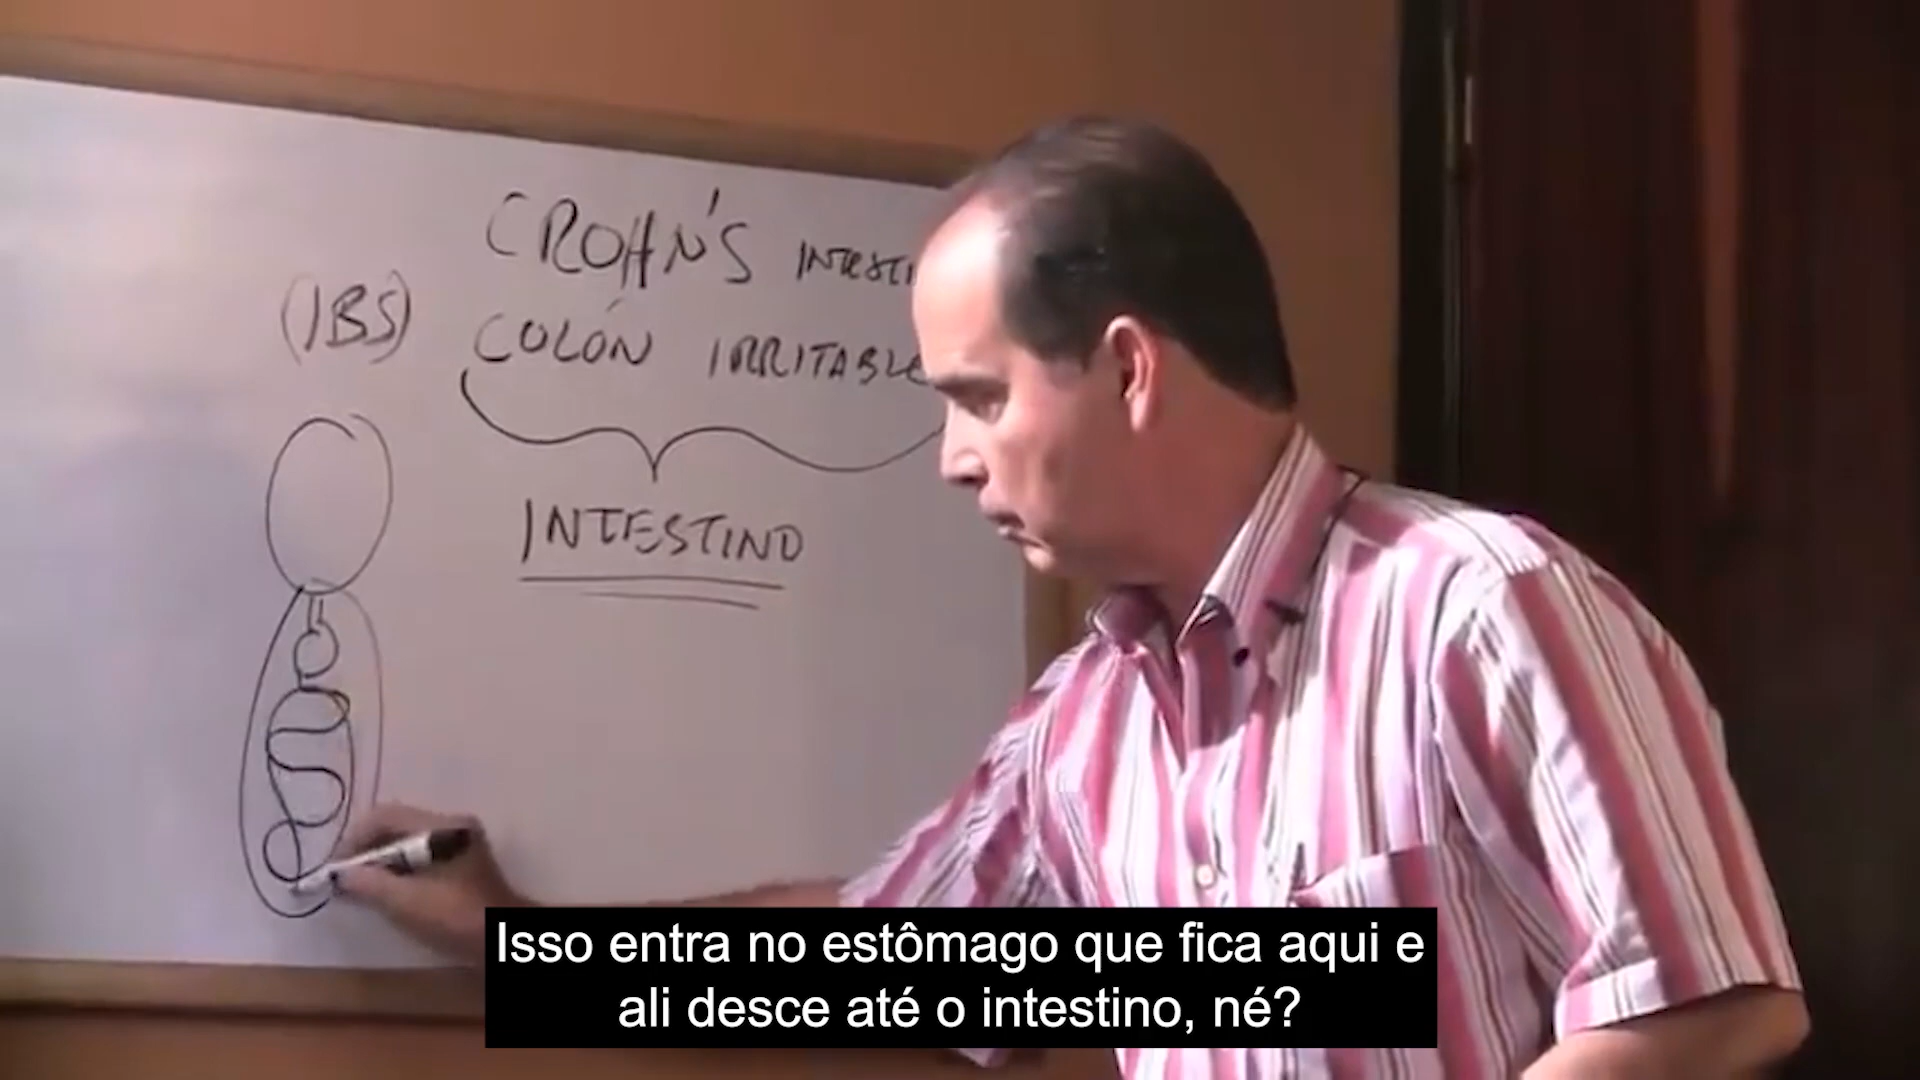 CROHN'S
(IBS) COLÓN IRRITABLE
INTESTINO
Isso entra no estômago que fica aqui e
ali desce até o intestino, né?